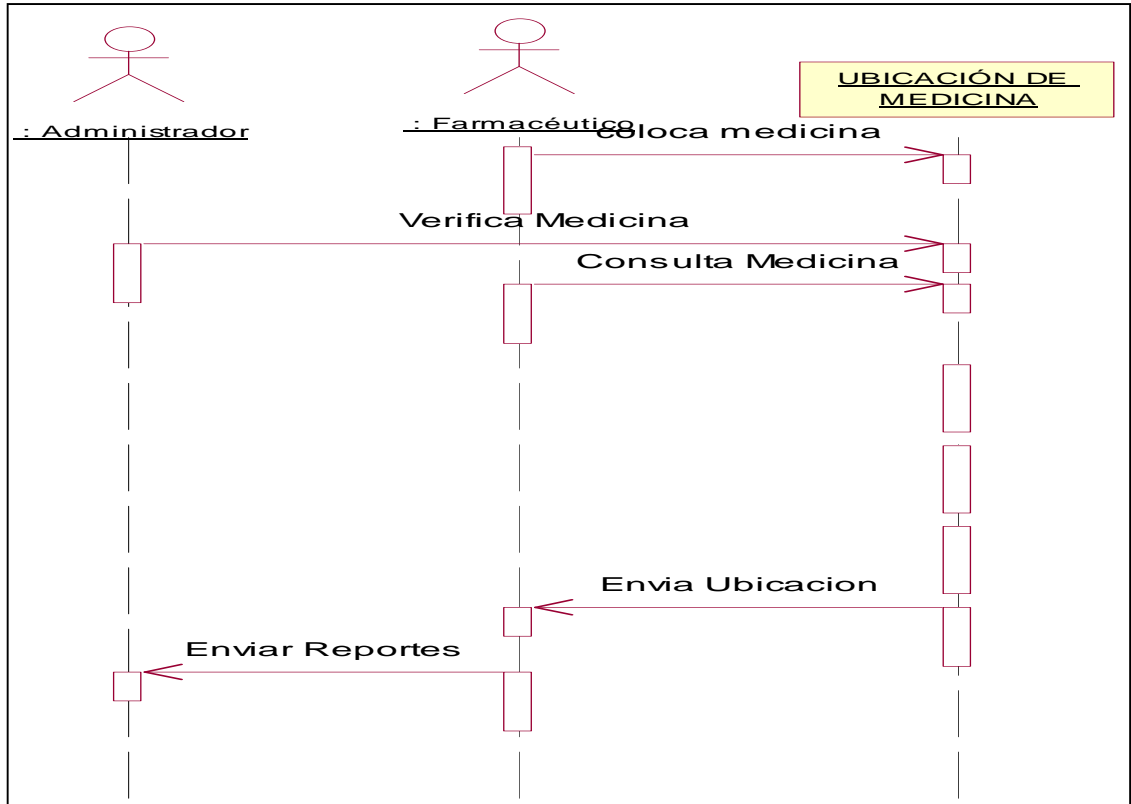 : Administrador
: Farmacéutico
UBICACIÓN DE
MEDICINA
coloca medicina
Verifica Medicina
Consulta Medicina
Envia Ubicacion
Enviar Reportes